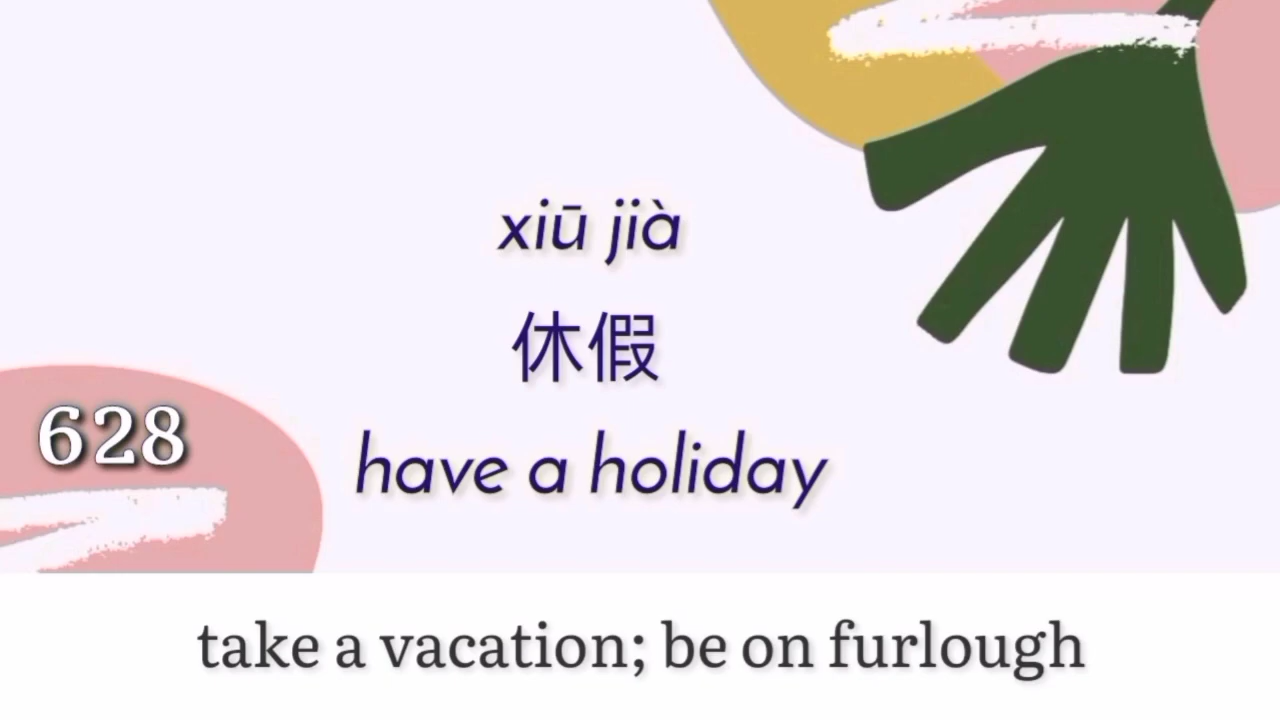 xiū jià
休假
628
have a holiday
take a vacation; be on furlough